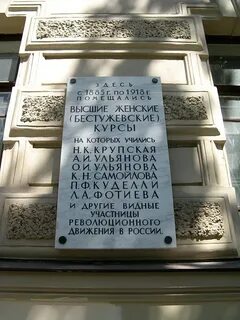 ЗДЕСЬ
с 1885 г. по 1918 г.
ПОМЕЩАЛИСЬ
ВЫСШИЕ ЖЕНСКИЕ
(БЕСТУЖЕВСКИЕ)
КУРСЫ
НА КОТОРЫХ УЧИЛИСЬ
Н.К.КРУПСКАЯ
А.И.УЛЬЯНОВА
О.И.УЛЬЯНОВА
К.Н.САМОЙЛОВА
П.Ф.КУДЕЛЛИ
Л.А.ФОТИЕВА
И ДРУГИЕ ВИДНЫЕ
УЧАСТНИЦЫ
РЕВОЛЮЦИОННОГО
ДВИЖЕНИЯ В РОССИИ.